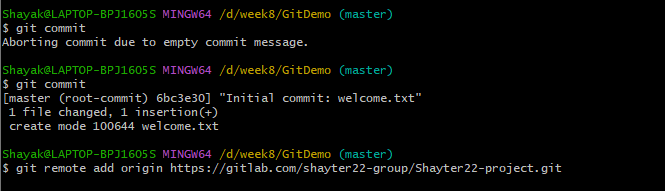 Shayak@LAPTOP-BPJ1605S MINGW64 /d/week8/GitDemo (master)
$ git commit
Aborting commit due to empty commit message.
Shayak@LAPTOP-BPJ1605S MINGW64 /d/week8/GitDemo (master)
$ git commit
[master (root-commit) 6bc3e30] "Initial commit: welcome.txt"
 1 file changed, 1 insertion(+)
 create mode 100644 welcome.txt
Shayak@LAPTOP-BPJ1605S MINGW64 /d/week8/GitDemo (master)
$ git remote add origin https://gitlab.com/shayter22-group/Shayter22-project.git